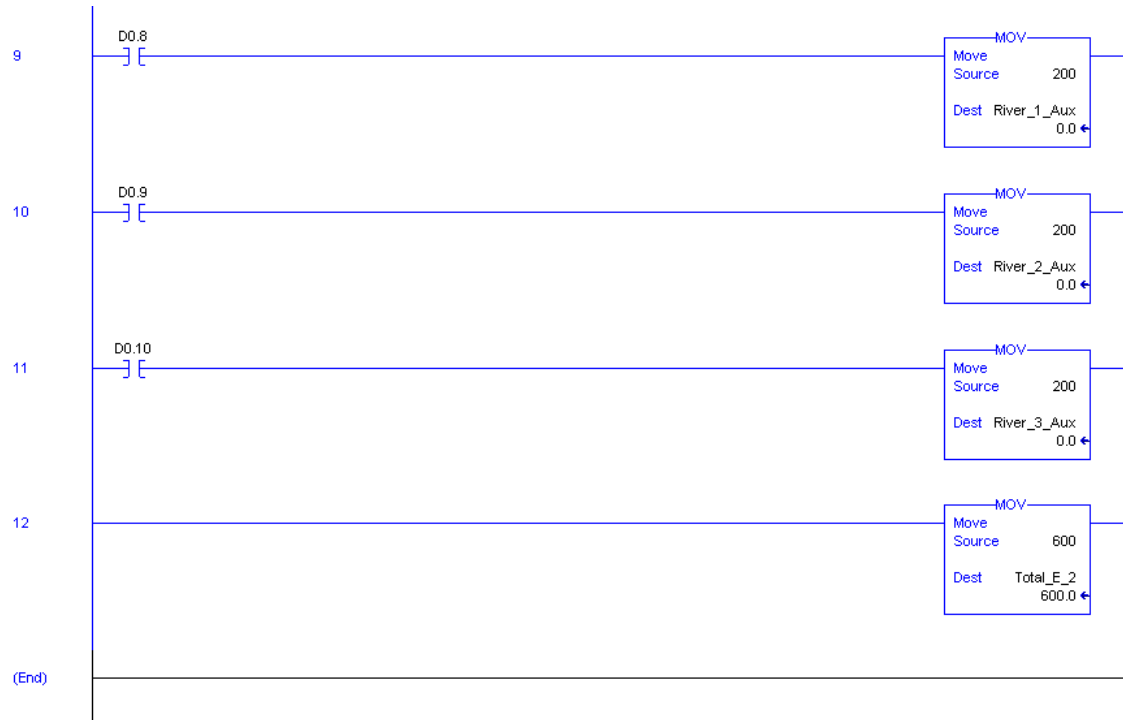 D0.8
9
MOV
Move
Source 200
Dest River_1_Aux
0.0
D0.9
10
MOV
Move
Source 200
Dest River_2_Aux
0.0
D0.10
11
MOV
Move
Source 200
Dest River_3_Aux
0.0
12
MOV
Move
Source 600
Dest Total_E_2
600.0
(End)